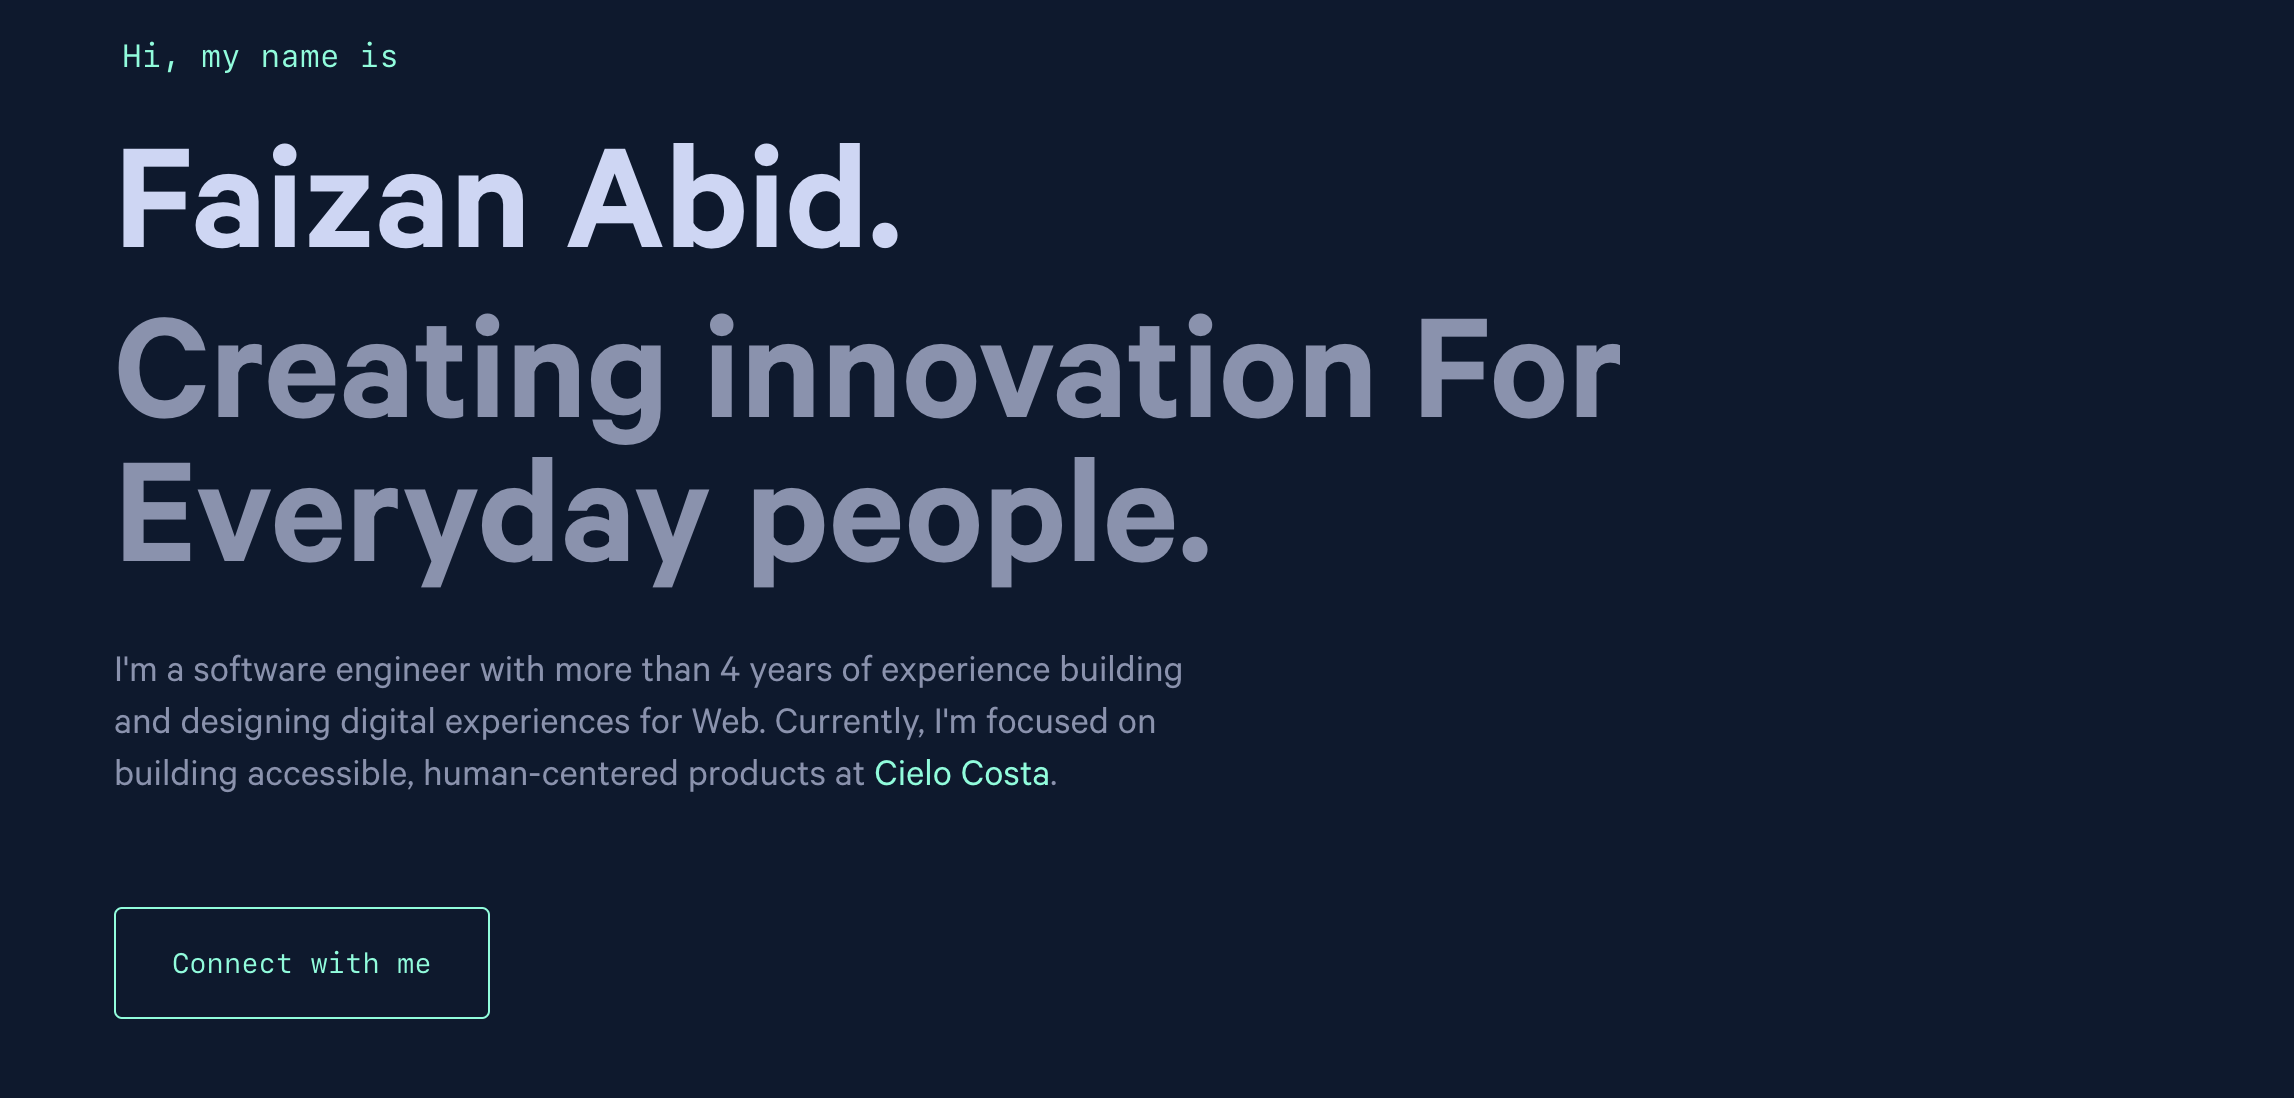 Hi, my name is
Faizan Abid.
Creating innovation For
Everyday people.
I'm a software engineer with more than 4 years of experience building
and designing digital experiences for Web. Currently, I'm focused on
building accessible, human-centered products at Cielo Costa.
Connect with me